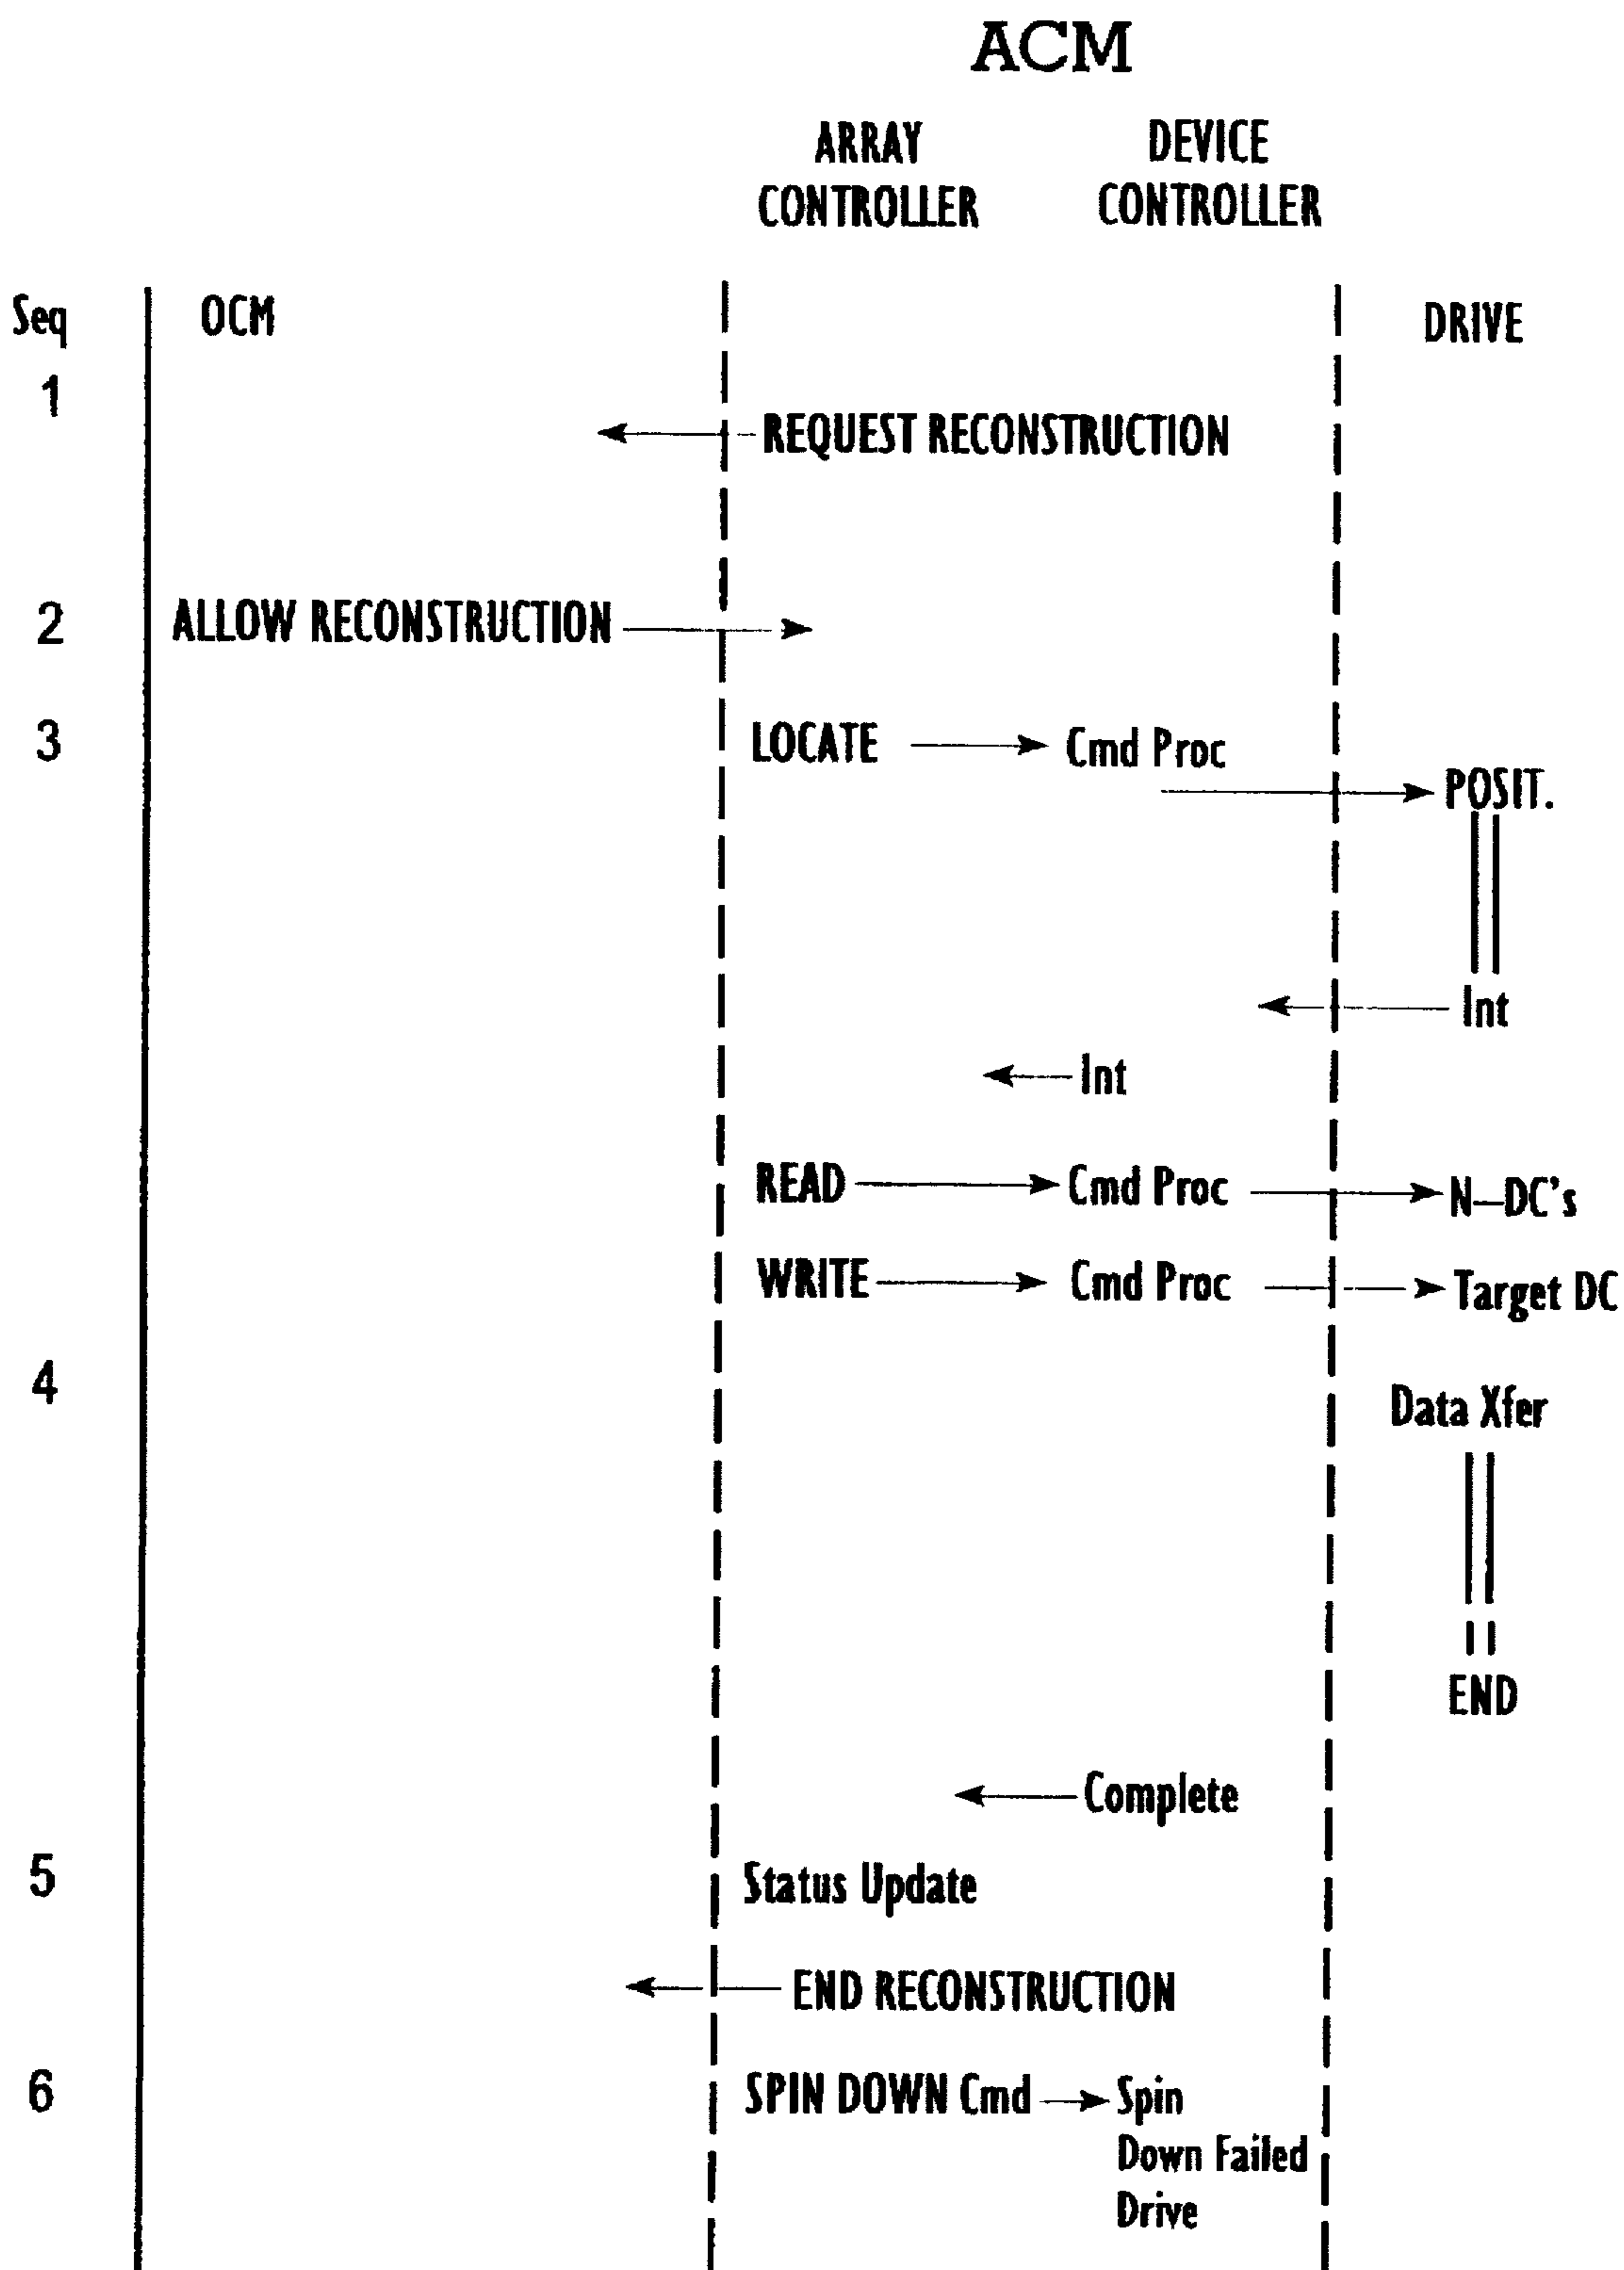 ACM
ARRAY DEVICE
CONTROLLER CONTROLLER
Seq OCM DRIVE
1
REQUEST RECONSTRUCTION
2 ALLOW RECONSTRUCTION
3 LOCATE Cmd Proc
POSIT.
Int
Int
READ Cmd Proc N—DC's
WRITE Cmd Proc Target DC
4
Data Xfer
END
Complete
5 Status Update
END RECONSTRUCTION
6 SPIN DOWN Cmd Spin
Down Failed
Drive